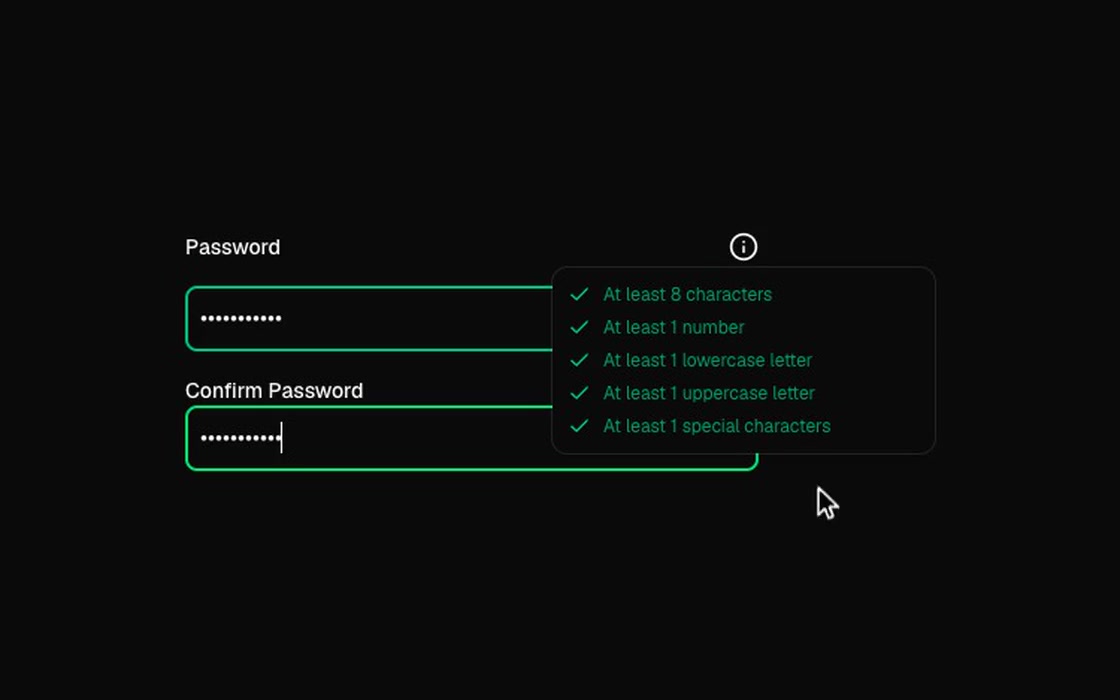 Password
•••••••••••
At least 8 characters
At least 1 number
At least 1 lowercase letter
At least 1 uppercase letter
At least 1 special characters
Confirm Password
•••••••••••